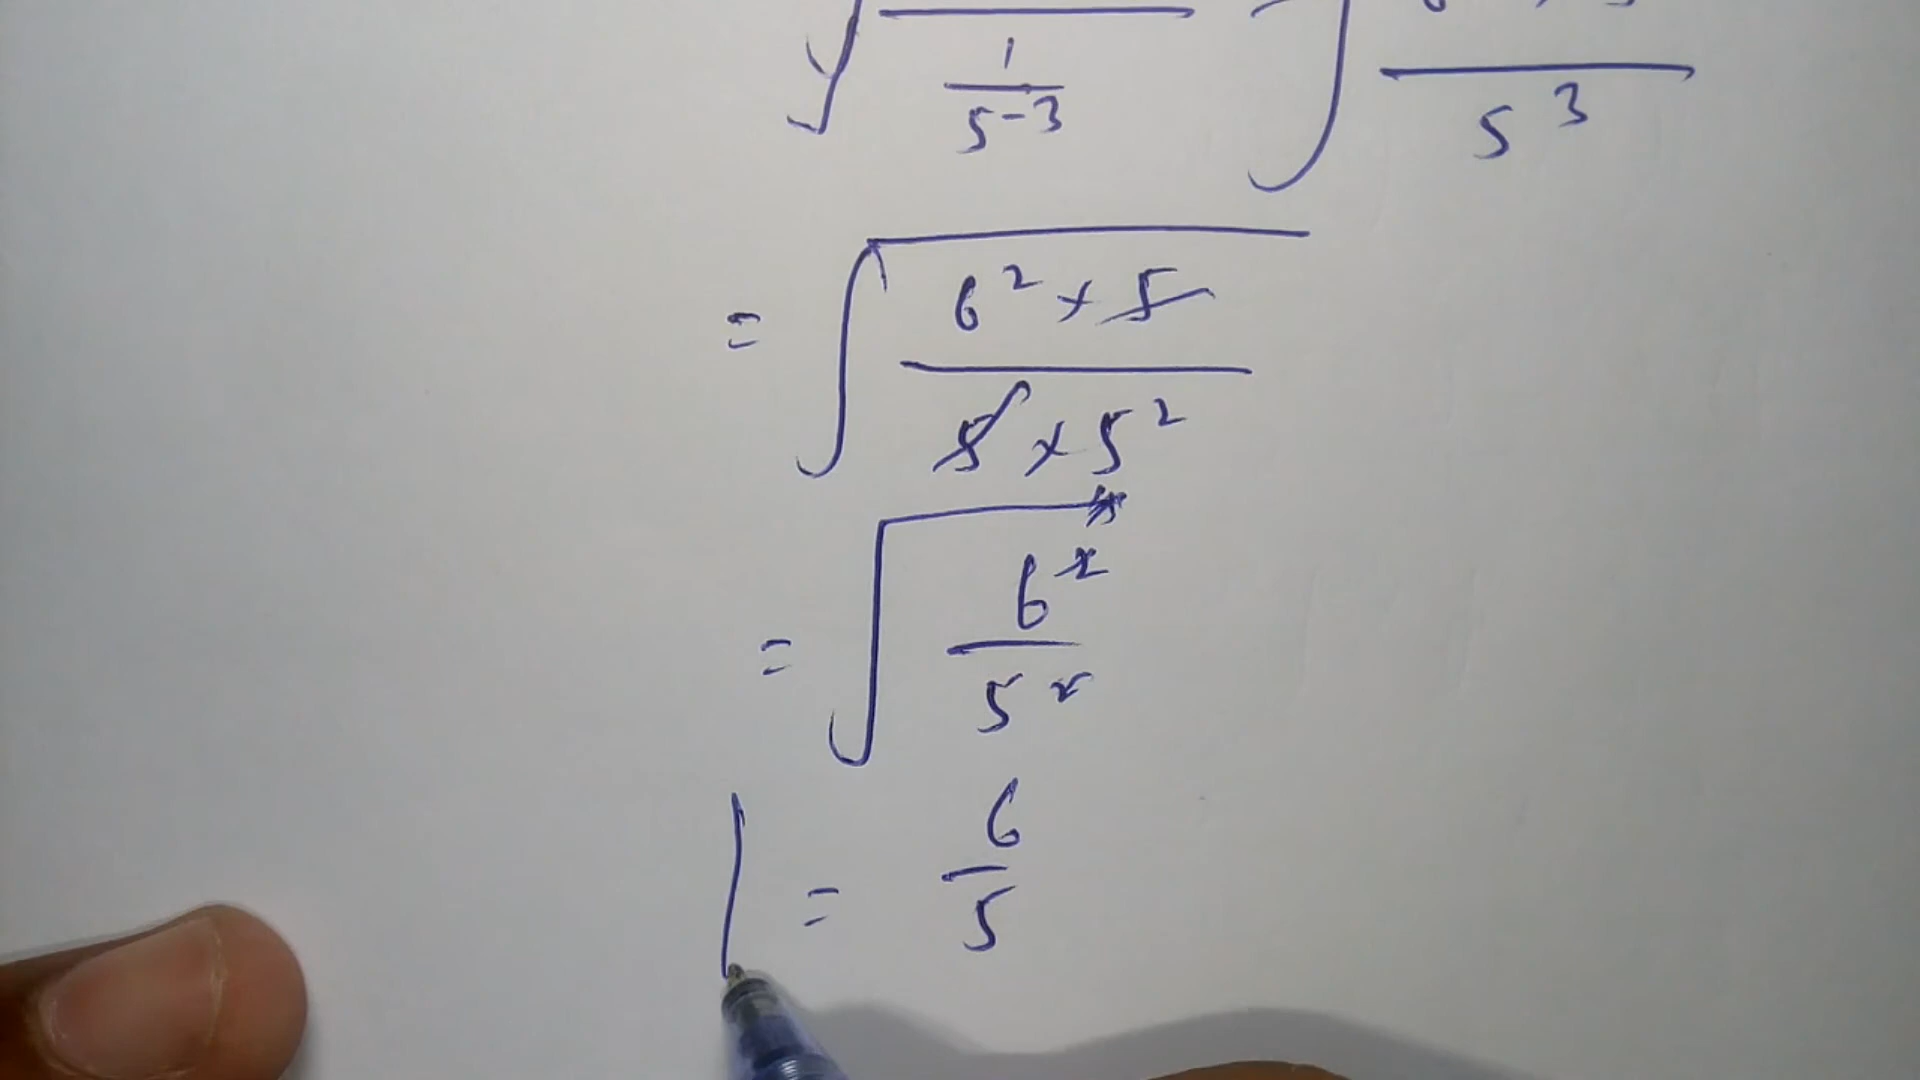 √ 1/5-3 √ /5³
= √ 6² × 5/5 × 5²
= √ 6²/5²
= 6/5